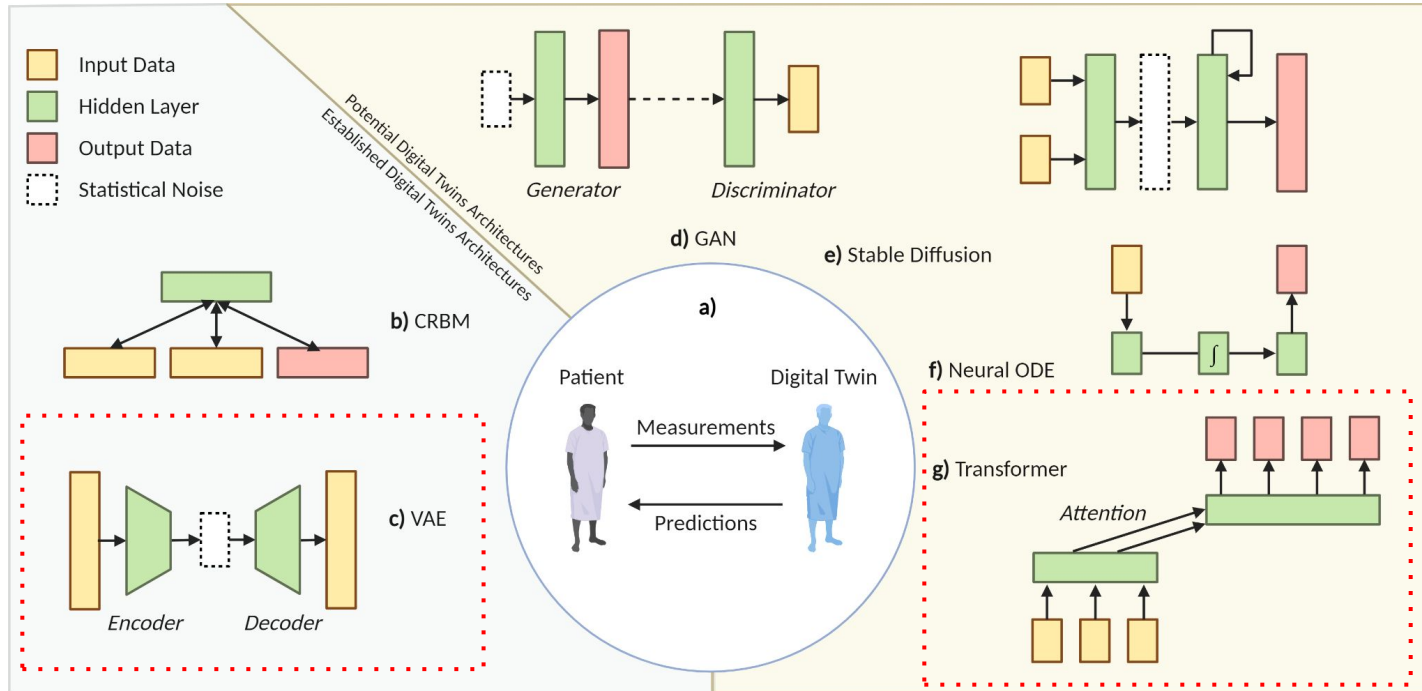 Input Data
Hidden Layer
Output Data
Statistical Noise
Potential Digital Twins Architectures
Established Digital Twins Architectures
Generator
Discriminator
d) GAN
e) Stable Diffusion
b) CRBM
a)
Patient
Digital Twin
Measurements
Predictions
∫
f) Neural ODE
c) VAE
Encoder
Decoder
g) Transformer
Attention